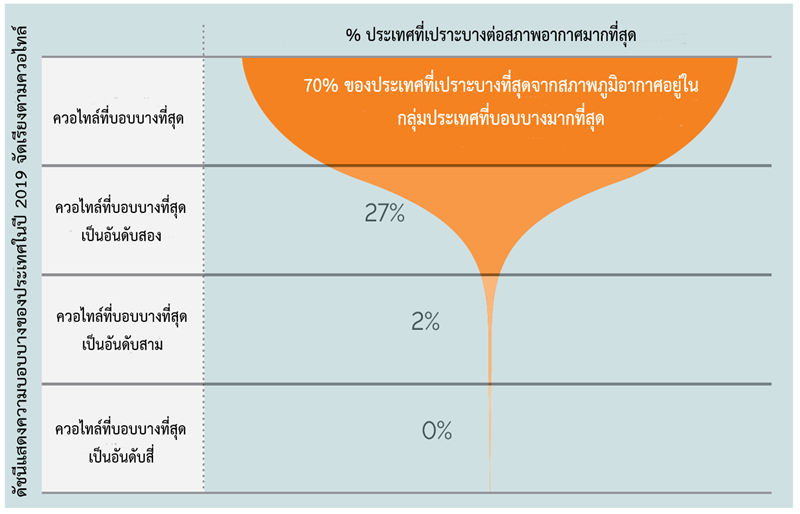 % ประเทศที่เปราะบางต่อสภาพอากาศมากที่สุด
ดัชนีแสดงความบอบบางของประเทศในปี 2019 จัดเรียงตามควอไทล์
ควอไทล์ที่บอบบางที่สุด
70% ของประเทศที่เปราะบางที่สุดจากสภาพภูมิอากาศอยู่ใน
กลุ่มประเทศที่บอบบางมากที่สุด
ควอไทล์ที่บอบบางที่สุด
เป็นอันดับสอง
27%
ควอไทล์ที่บอบบางที่สุด
เป็นอันดับสาม
2%
ควอไทล์ที่บอบบางที่สุด
เป็นอันดับสี่
0%